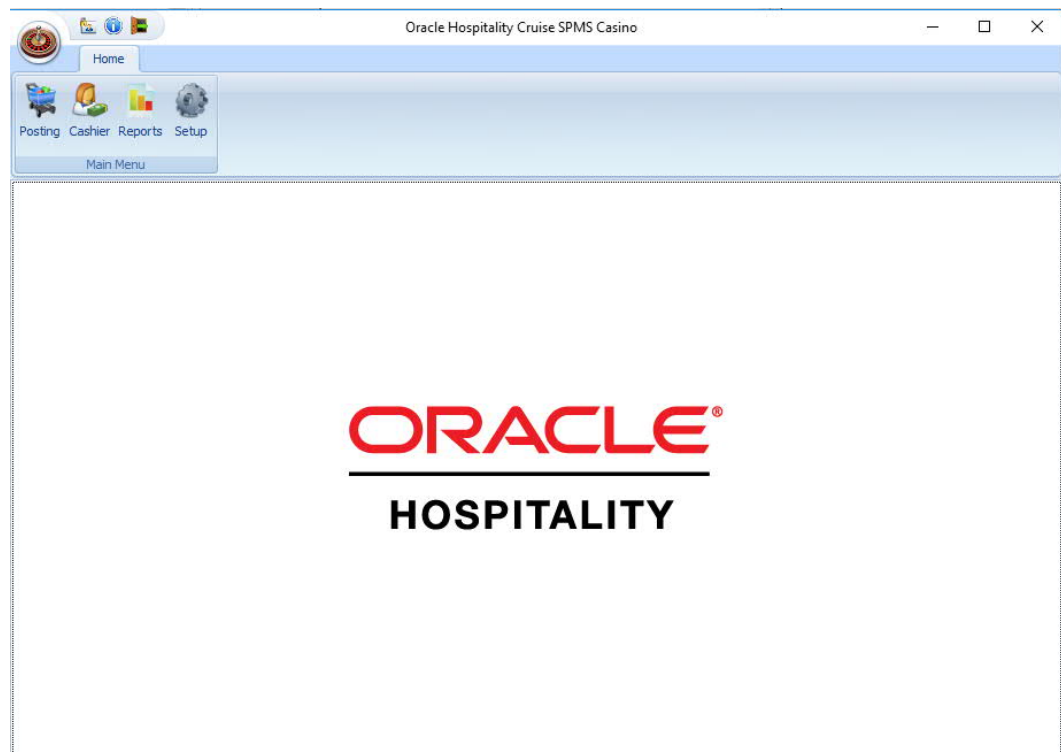 Oracle Hospitality Cruise SPMS Casino
Home
Posting Cashier Reports Setup
Main Menu
ORACLE®
HOSPITALITY